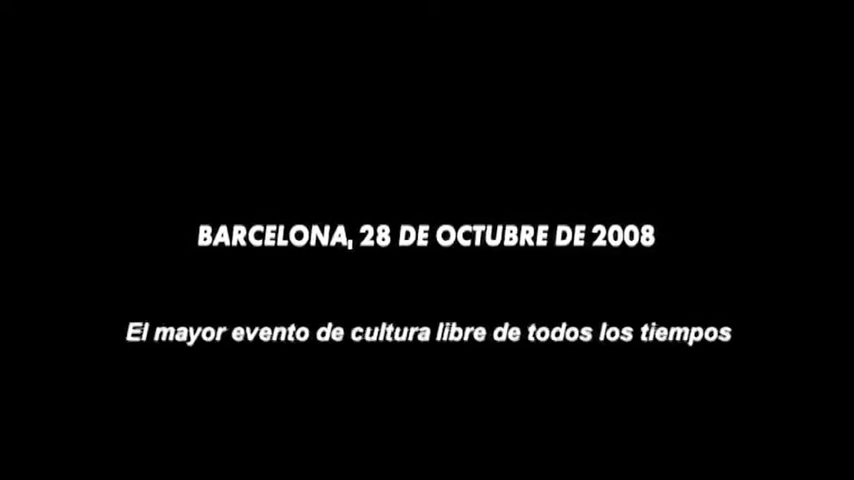 BARCELONA, 28 DE OCTUBRE DE 2008
El mayor evento de cultura libre de todos los tiempos